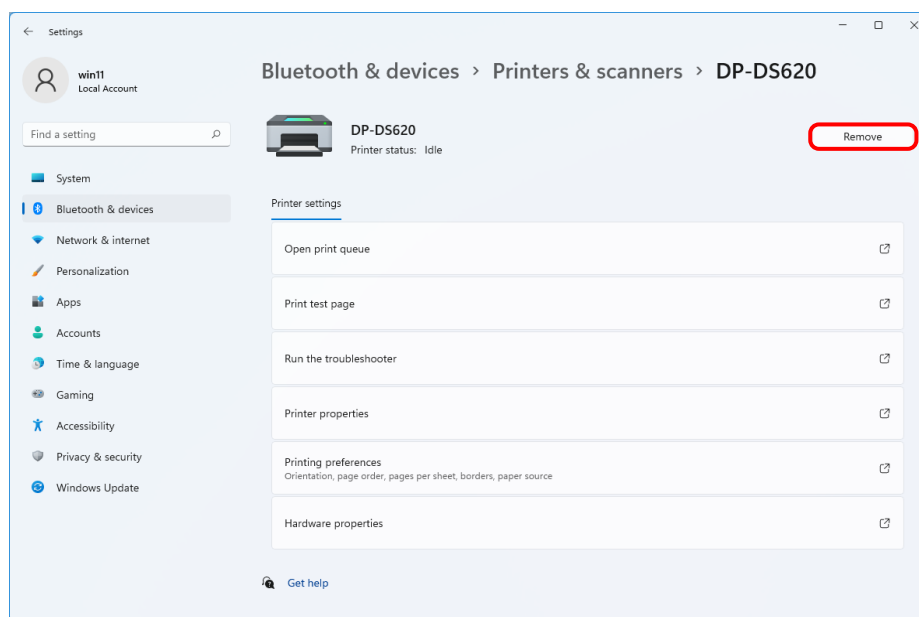 Settings
win11
Local Account
Find a setting
System
Bluetooth & devices
Network & internet
Personalization
Apps
Accounts
Time & language
Gaming
Accessibility
Privacy & security
Windows Update
Bluetooth & devices > Printers & scanners > DP-DS620
DP-DS620
Printer status: Idle
Remove
Printer settings
Open print queue
Print test page
Run the troubleshooter
Printer properties
Printing preferences
Orientation, page order, pages per sheet, borders, paper source
Hardware properties
Get help